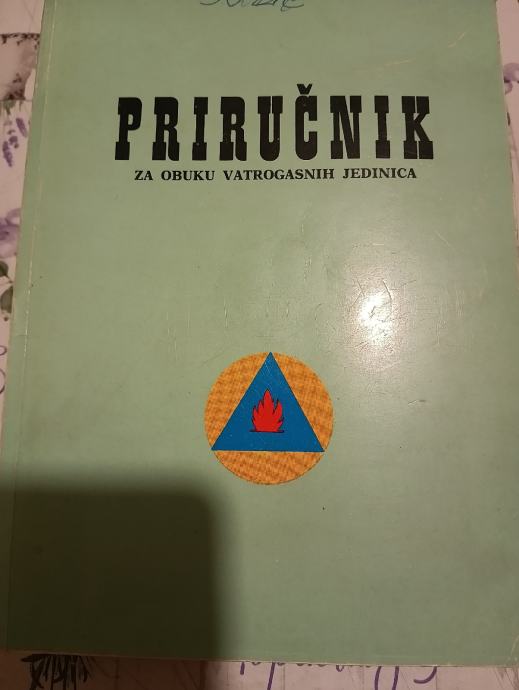 PRIRUČNIK
ZA OBUKU VATROGASNIH JEDINICA